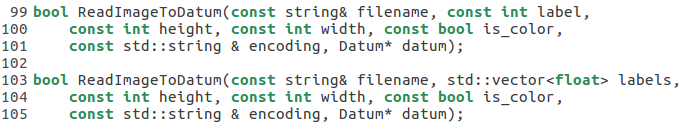 99 bool ReadImageToDatum(const string& filename, const int label,
100     const int height, const int width, const bool is_color,
101     const std::string & encoding, Datum* datum);
102
103 bool ReadImageToDatum(const string& filename, std::vector<float> labels,
104     const int height, const int width, const bool is_color,
105     const std::string & encoding, Datum* datum);